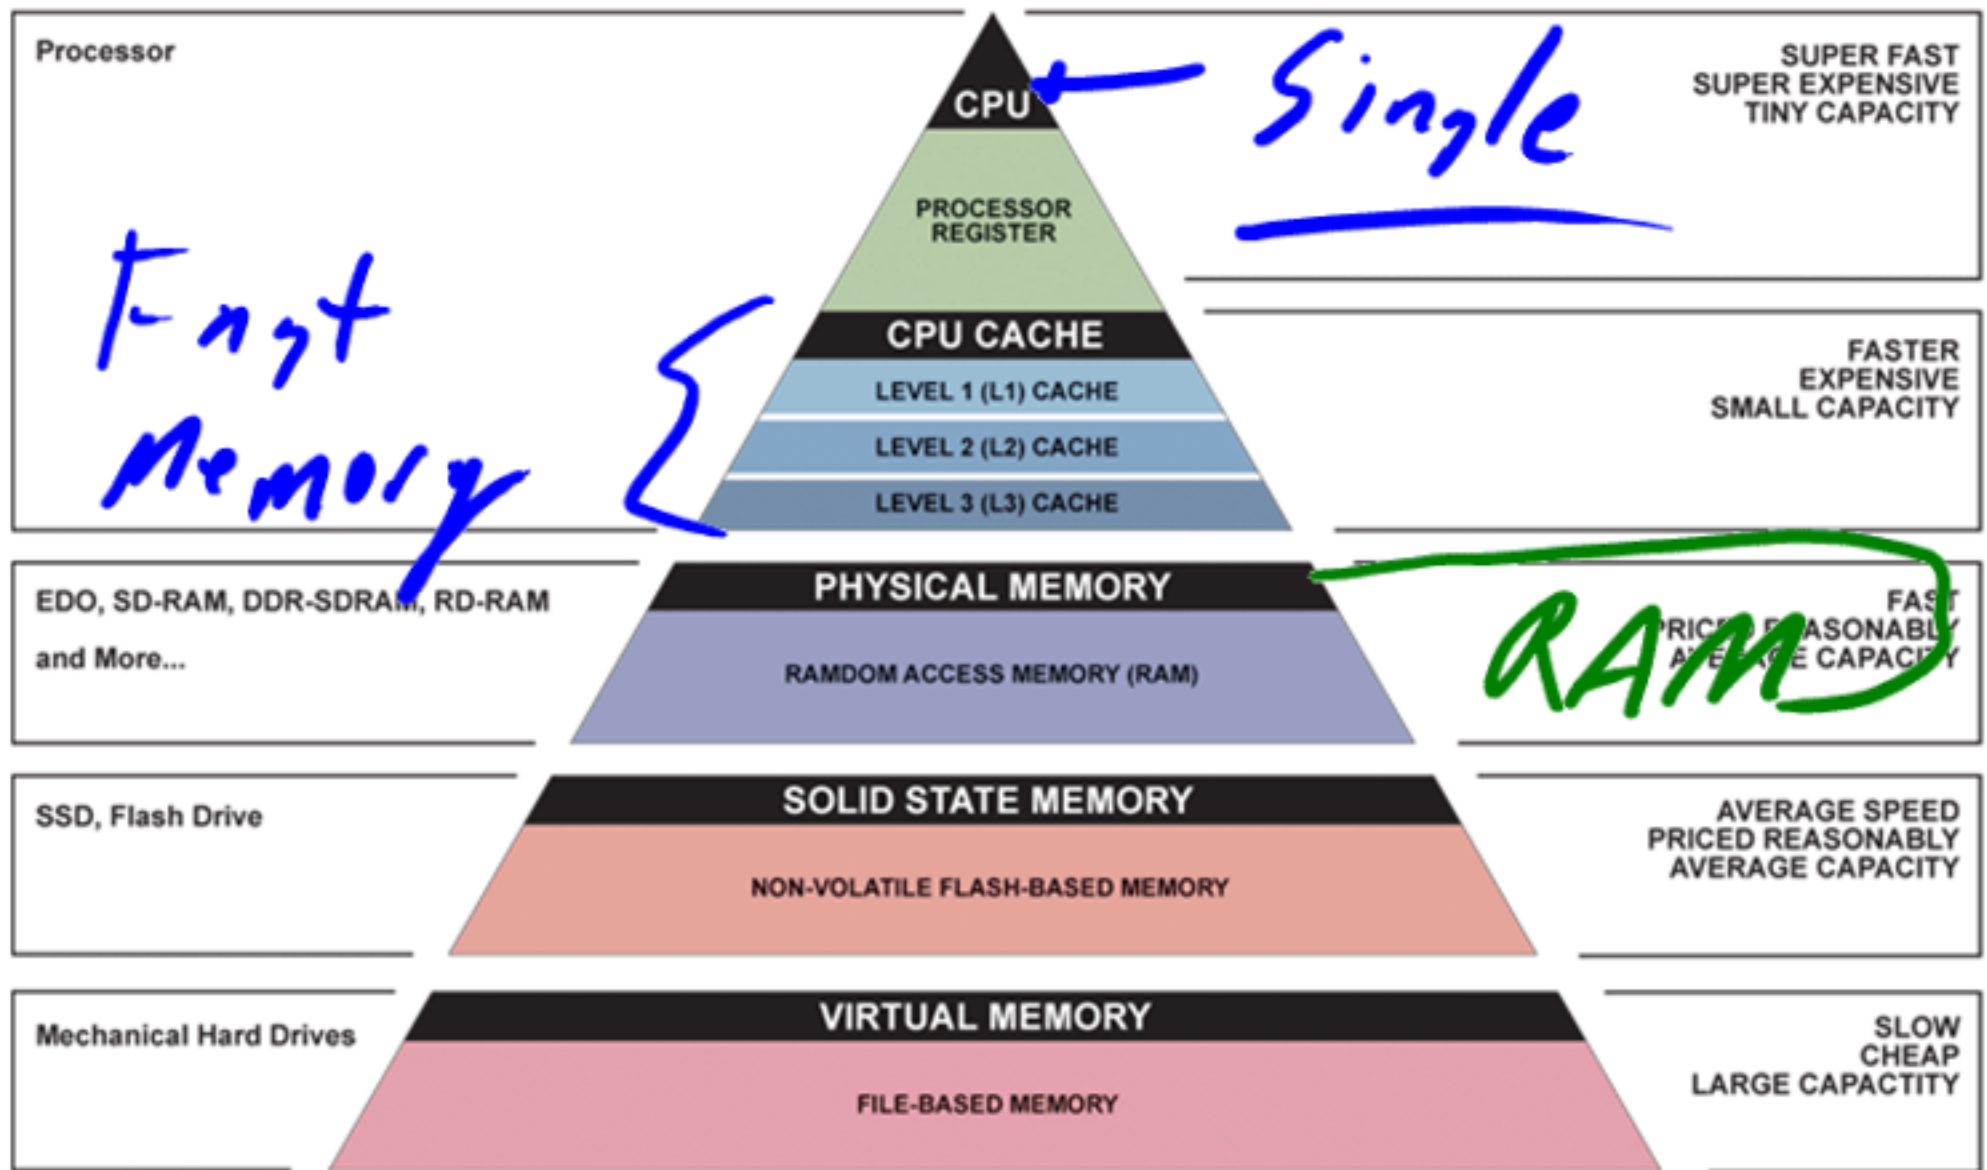 Processor
CPU
Single
SUPER FAST
SUPER EXPENSIVE
TINY CAPACITY
PROCESSOR
REGISTER
Memory
CPU CACHE
LEVEL 1 (L1) CACHE
LEVEL 2 (L2) CACHE
LEVEL 3 (L3) CACHE
FASTER
EXPENSIVE
SMALL CAPACITY
EDO, SD-RAM, DDR-SDRAM, RD-RAM
and More...
PHYSICAL MEMORY
RAMDOM ACCESS MEMORY (RAM)
RAM
FAST
PRICED REASONABLY
AVERAGE CAPACITY
SSD, Flash Drive
SOLID STATE MEMORY
NON-VOLATILE FLASH-BASED MEMORY
AVERAGE SPEED
PRICED REASONABLY
AVERAGE CAPACITY
Mechanical Hard Drives
VIRTUAL MEMORY
FILE-BASED MEMORY
SLOW
CHEAP
LARGE CAPACTITY